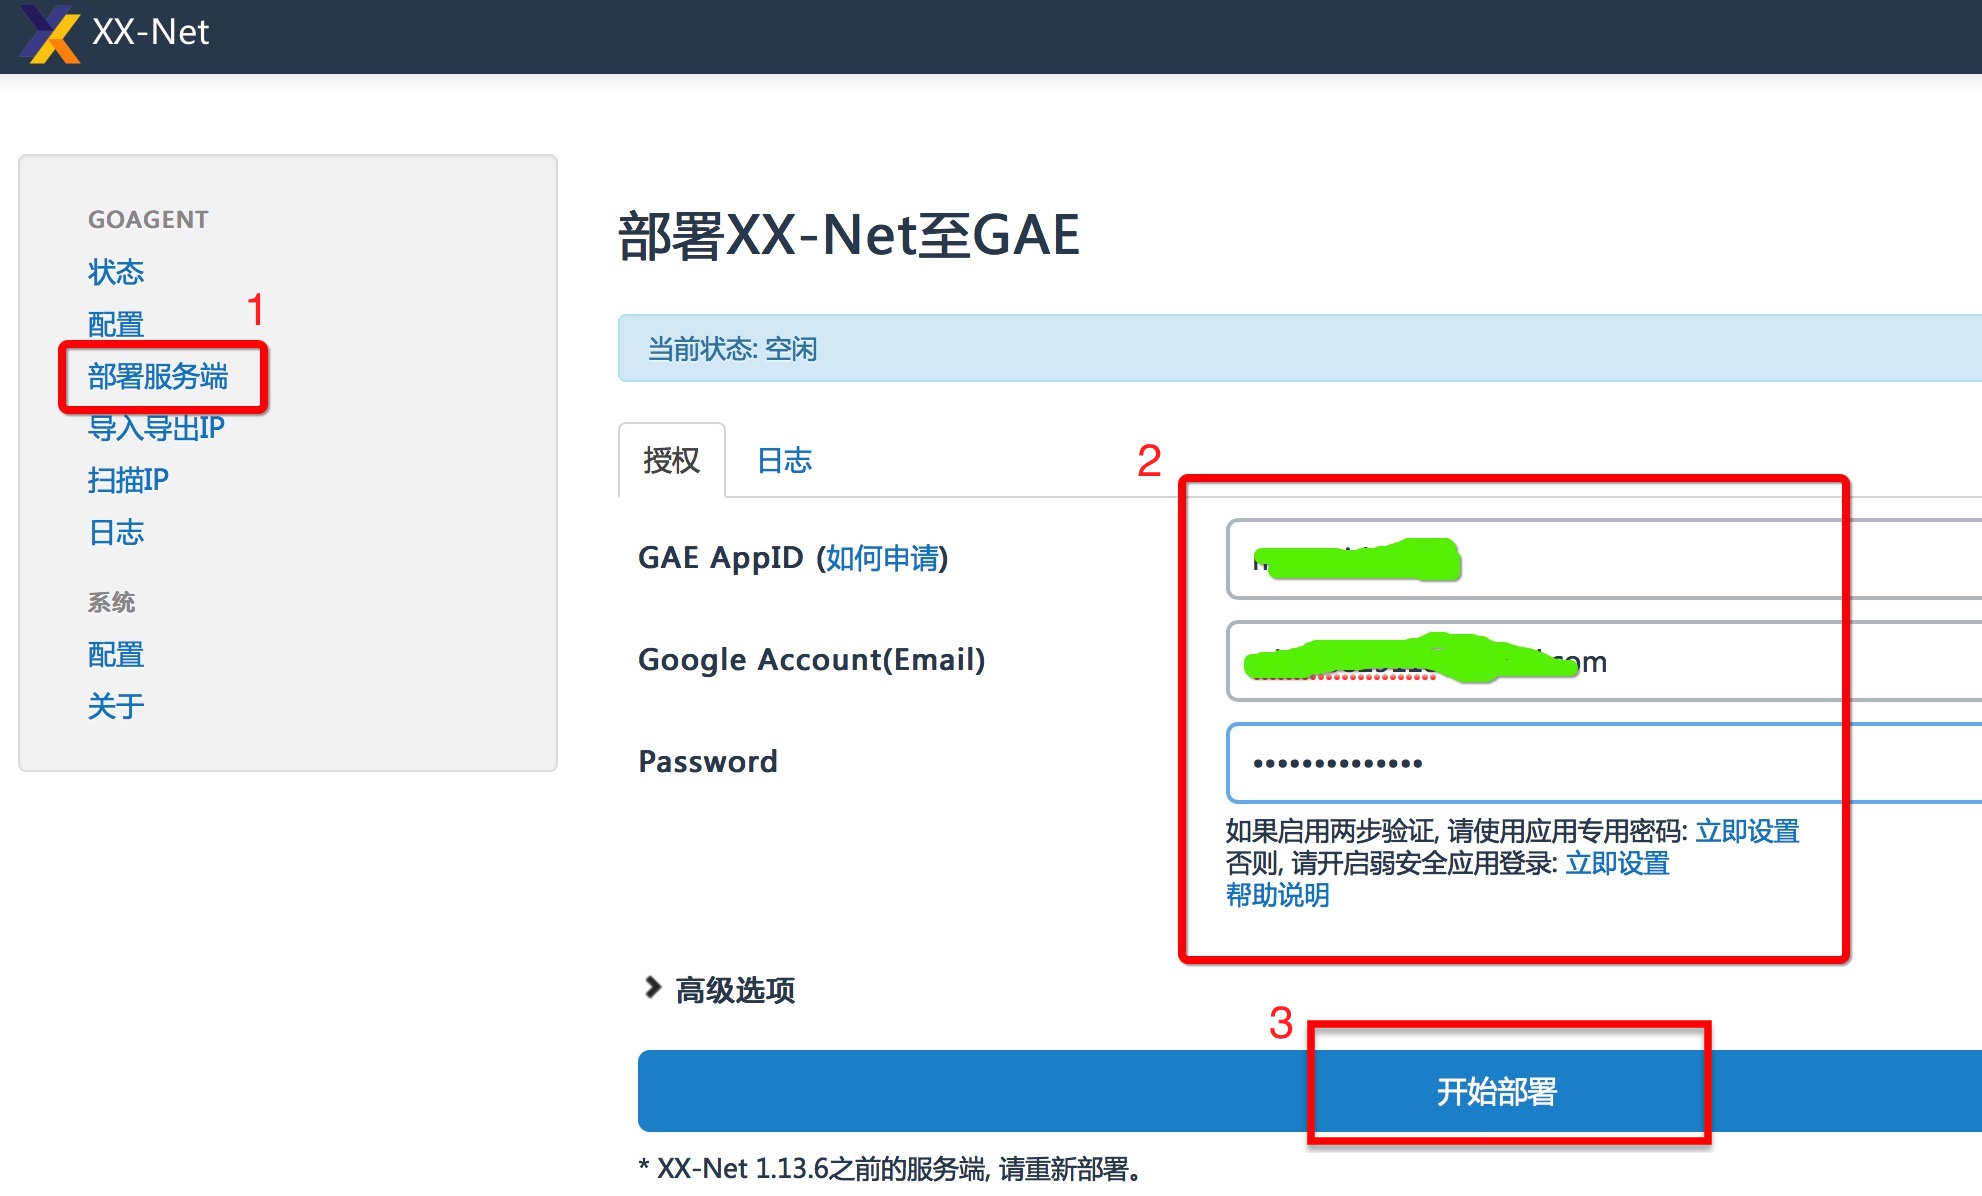 XX-Net
GOAGENT
状态
配置
1
部署服务端
导入导出IP
扫描IP
日志
系统
配置
关于
部署XX-Net至GAE
当前状态: 空闲
授权 日志
2
GAE AppID (如何申请)
Google Account(Email)
com
Password
••••••••••••••
如果启用两步验证, 请使用应用专用密码: 立即设置
否则, 请开启弱安全应用登录: 立即设置
帮助说明
高级选项
3
开始部署
* XX-Net 1.13.6之前的服务端, 请重新部署。